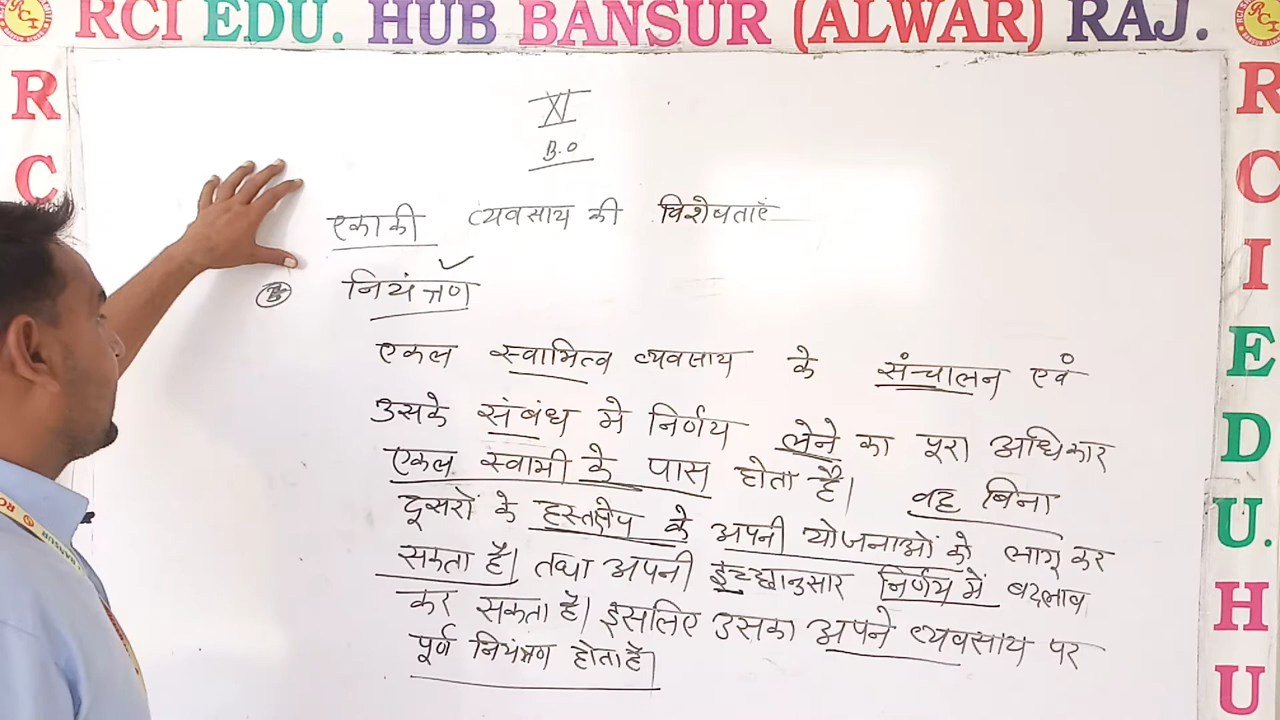 RCI EDU. HUB BANSUR (ALWAR) RAJ.
XI
B.O
एकाकी व्यवसाय की विशेषताएं
नियंत्रण
एकल स्वामित्व व्यवसाय के संचालन एवं
उसके संबंध मे निर्णय लेने का पूरा अधिकार
एकल स्वामी के पास होता है। वह बिना
दूसरों के हस्तक्षेप के अपनी योजनाओं को लागू कर
सकता है। तथा अपनी इच्छानुसार निर्णय में बदलाव
कर सकता है। इसलिए उसका अपने व्यवसाय पर
पूर्ण नियंत्रण होता है।
R
C
R
C
I
E
D
U.
H
U